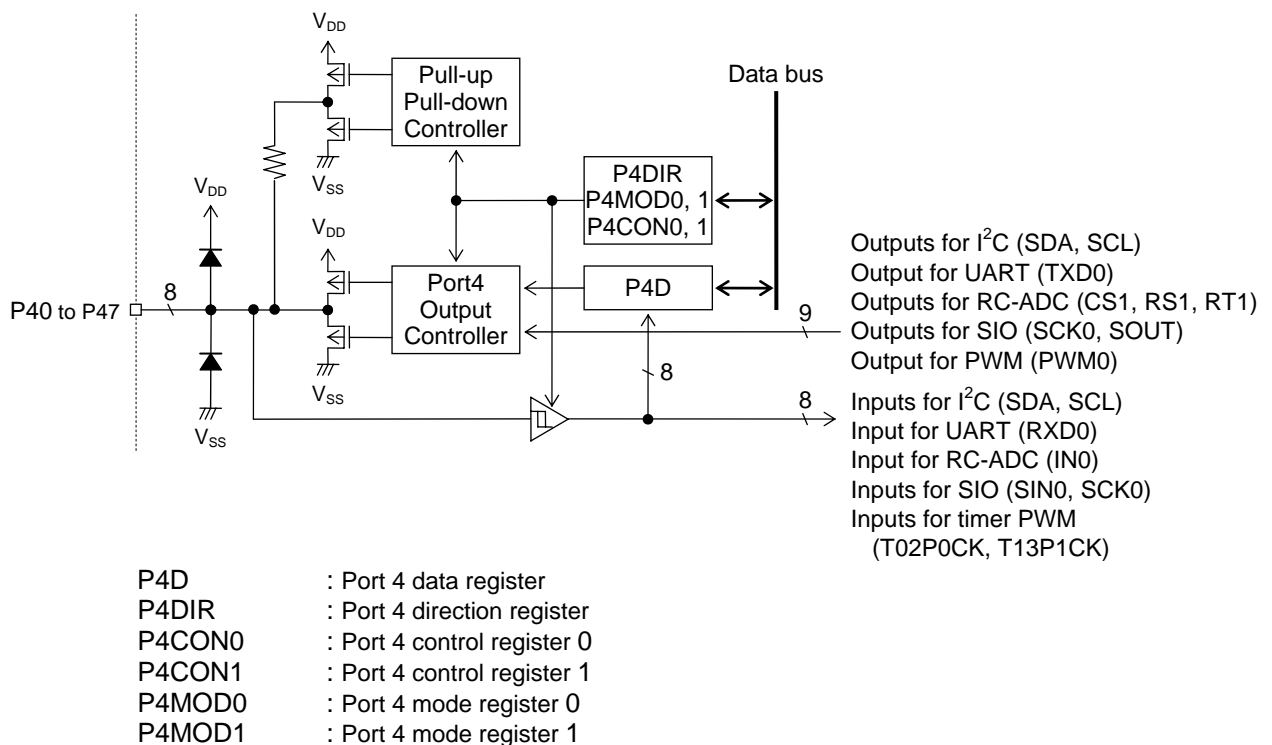 VDD
Pull-up
Pull-down
Controller
Data bus
VSS
P4DIR
P4MOD0, 1
P4CON0, 1
VDD
VDD
Port4
Output
Controller
P4D
P40 to P47
8
9
8
8
VSS
VSS
Outputs for I²C (SDA, SCL)
Output for UART (TXD0)
Outputs for RC-ADC (CS1, RS1, RT1)
Outputs for SIO (SCK0, SOUT)
Output for PWM (PWM0)
Inputs for I²C (SDA, SCL)
Input for UART (RXD0)
Input for RC-ADC (IN0)
Inputs for SIO (SIN0, SCK0)
Inputs for timer PWM
(T02P0CK, T13P1CK)
P4D : Port 4 data register
P4DIR : Port 4 direction register
P4CON0 : Port 4 control register 0
P4CON1 : Port 4 control register 1
P4MOD0 : Port 4 mode register 0
P4MOD1 : Port 4 mode register 1